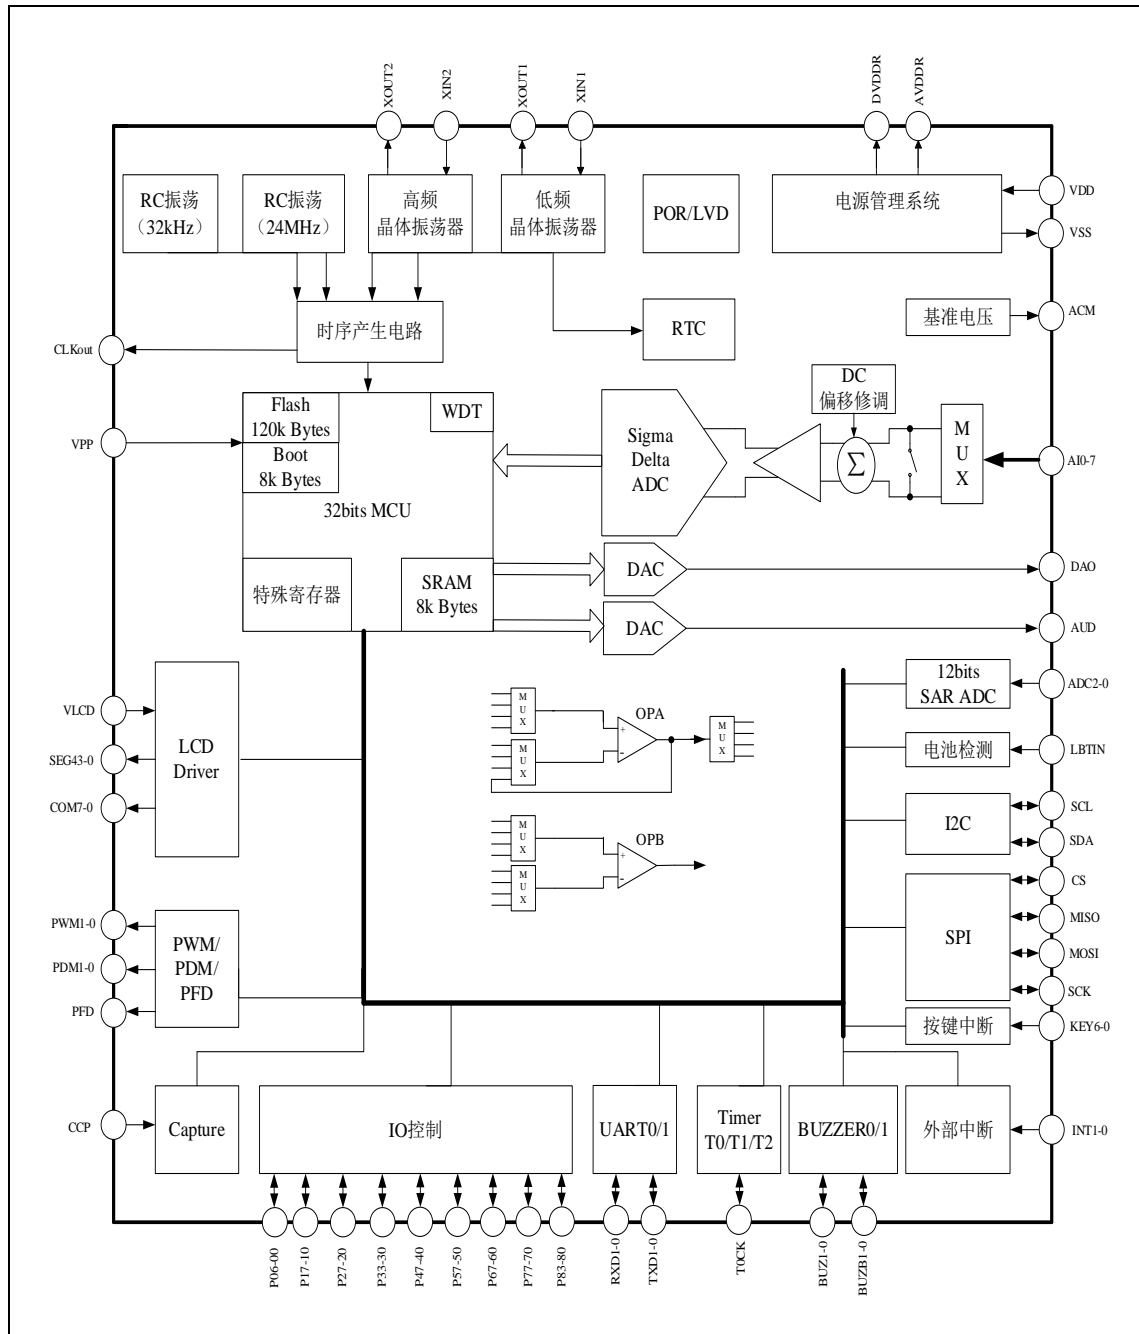 XOUT2
XIN2
XOUT1
XIN1
DVDDR
AVDDR
RC振荡
（32kHz）
RC振荡
（24MHz）
高频
晶体振荡器
低频
晶体振荡器
POR/LVD
电源管理系统
VDD
VSS
时序产生电路
RTC
基准电压
ACM
CLKout
VPP
Flash
120k Bytes
WDT
Boot
8k Bytes
32bits MCU
特殊寄存器
SRAM
8k Bytes
Sigma
Delta
ADC
DC
偏移修调
Σ
M
U
X
AI0-7
DAC
DAO
DAC
AUD
VLCD
SEG43-0
COM7-0
LCD
Driver
M
U
X
M
U
X
OPA
+
-
M
U
X
M
U
X
M
U
X
OPB
+
-
12bits
SAR ADC
ADC2-0
电池检测
LBTIN
I2C
SCL
SDA
SPI
CS
MISO
MOSI
SCK
按键中断
KEY6-0
PWM1-0
PDM1-0
PFD
PWM/
PDM/
PFD
CCP
Capture
IO控制
UART0/1
Timer
T0/T1/T2
BUZZER0/1
外部中断
INT1-0
P06-00
P17-10
P27-20
P33-30
P47-40
P57-50
P67-60
P77-70
P83-80
RXD1-0
TXD1-0
T0CK
BUZ1-0
BUZB1-0